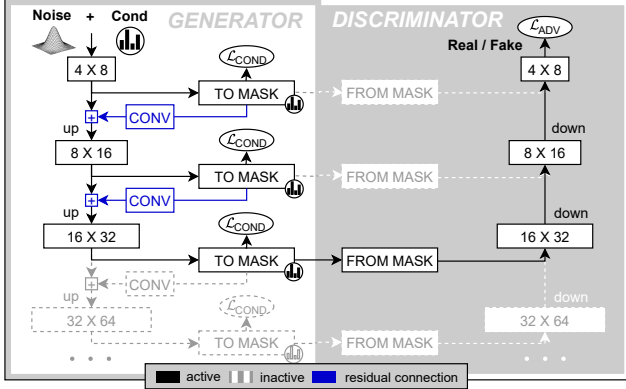 Noise + Cond
GENERATOR
DISCRIMINATOR
ℒADV
Real / Fake
4 X 8
ℒCOND
4 X 8
TO MASK
FROM MASK
+
CONV
up
down
8 X 16
ℒCOND
8 X 16
TO MASK
FROM MASK
+
CONV
up
down
16 X 32
ℒCOND
16 X 32
TO MASK
FROM MASK
+
CONV
up
down
32 X 64
ℒCOND
32 X 64
TO MASK
FROM MASK
• • •
• • •
active inactive residual connection